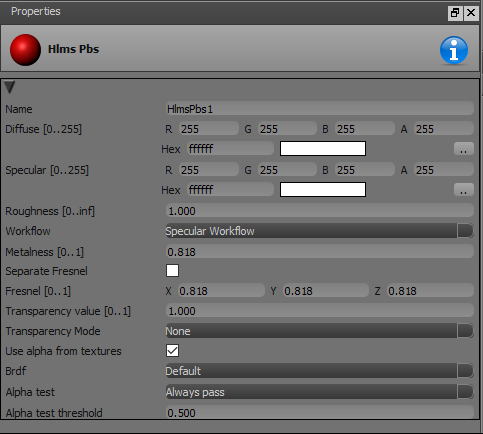 Properties
Hlms Pbs
Name HlmsPbs1
Diffuse [0..255] R 255 G 255 B 255 A 255
Hex ffffff ..
Specular [0..255] R 255 G 255 B 255 A 255
Hex ffffff ..
Roughness [0..inf] 1.000
Workflow Specular Workflow
Metalness [0..1] 0.818
Separate Fresnel
Fresnel [0..1] X 0.818 Y 0.818 Z 0.818
Transparency value [0..1] 1.000
Transparency Mode None
Use alpha from textures
Brdf Default
Alpha test Always pass
Alpha test threshold 0.500